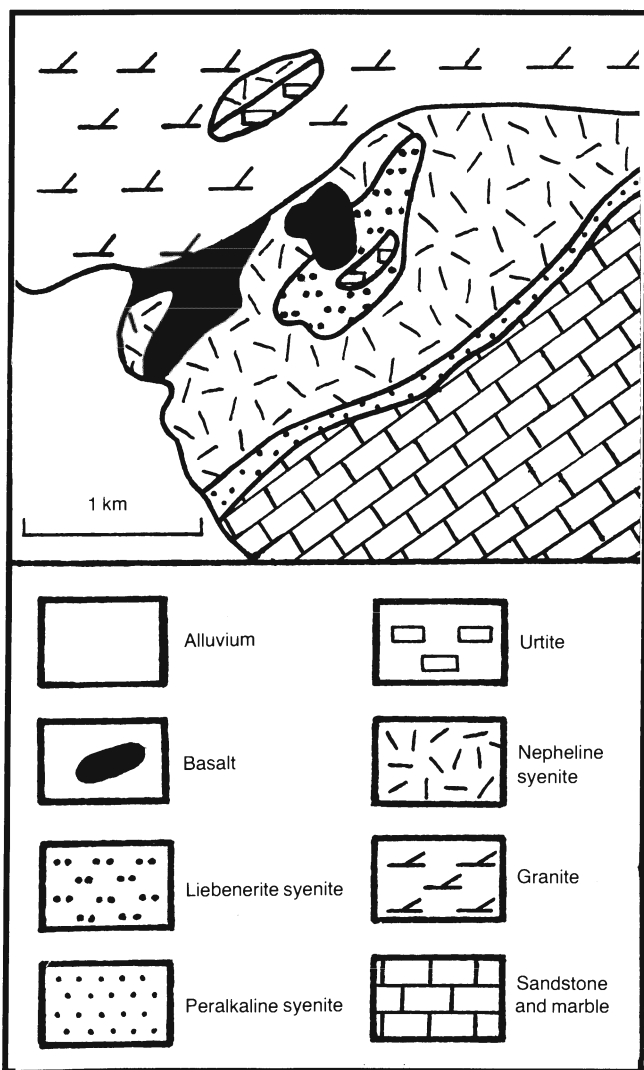 1 km
Alluvium
Urtite
Basalt
Nepheline
syenite
Liebenerite syenite
Granite
Peralkaline syenite
Sandstone
and marble